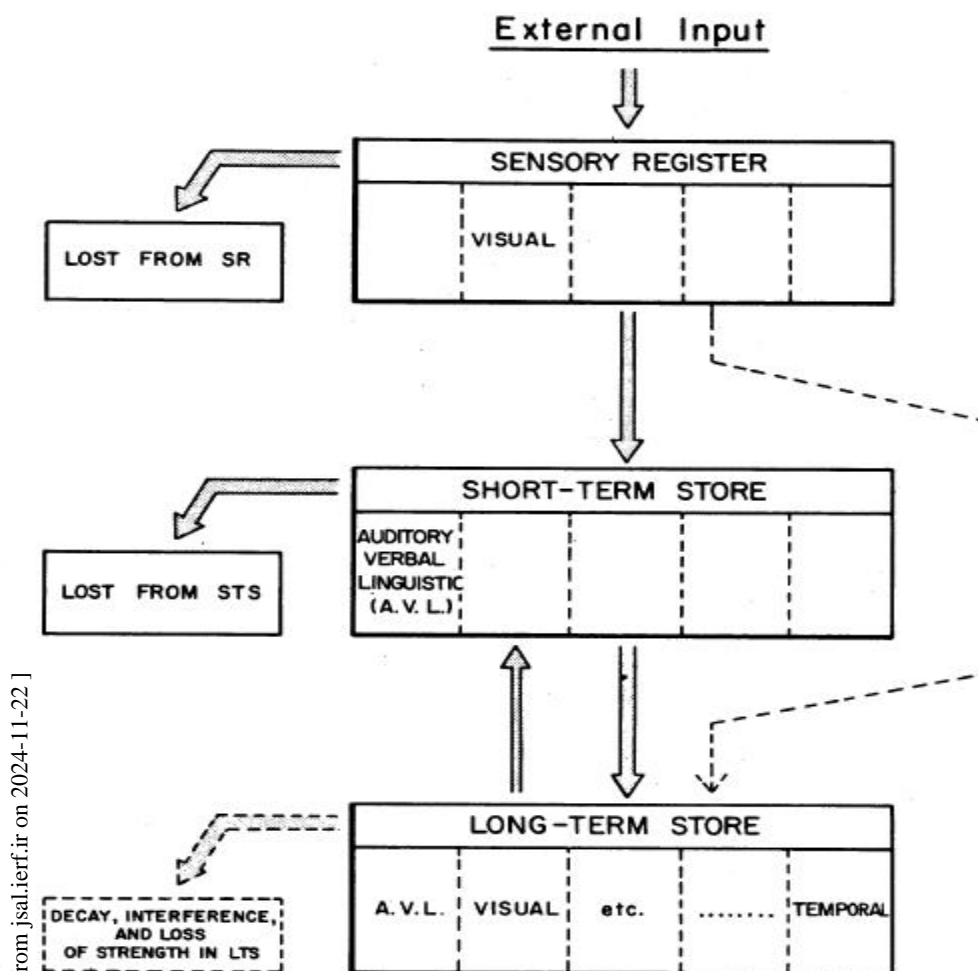 External Input
SENSORY REGISTER
VISUAL
LOST FROM SR
SHORT-TERM STORE
AUDITORY
VERBAL
LINGUISTIC
(A.V.L.)
LOST FROM STS
LONG-TERM STORE
A.V.L. VISUAL etc. ........ TEMPORAL
DECAY, INTERFERENCE,
AND LOSS
OF STRENGTH IN LTS
rom jsal.ierf.ir on 2024-11-22 ]